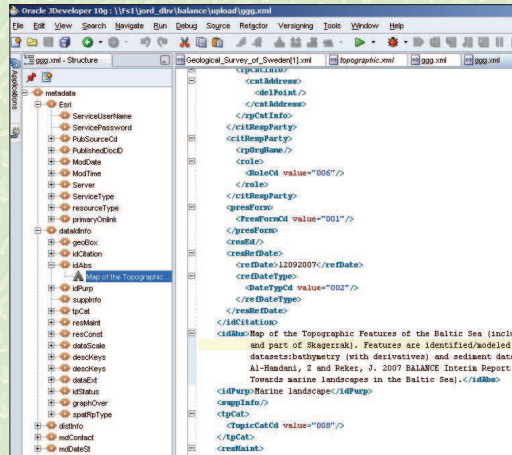 Oracle JDeveloper 10g : \\Fs1\jord_dbv\balance\upload\ggg.xml
File Edit View Search Navigate Run Debug Source Refactor Versioning Tools Window Help
ggg.xml - Structure
Geological_Survey_of_Sweden[1].xml topographic.xml ggg.xml ggg.xml
Applications
metadata
Esri
ServiceUserName
ServicePassword
PubSourceCd
PublishedDocID
ModDate
ModTime
Server
ServiceType
resourceType
primaryOnlink
dataIdInfo
geoBox
idCitation
idAbs
Map of the Topographic...
idPurp
suppInfo
tpCat
resMaint
resConst
dataScale
descKeys
descKeys
dataExt
idStatus
graphOver
spatRpType
distInfo
mdContact
mdDateSt
<rpCntInfo>
<cntAddress>
<delPoint/>
</cntAddress>
</rpCntInfo>
</citRespParty>
<citRespParty>
<rpOrgName/>
<role>
<RoleCd value="006"/>
</role>
</citRespParty>
<presForm>
<PresFormCd value="001"/>
</presForm>
<resEd/>
<resRefDate>
<refDate>12092007</refDate>
<refDateType>
<DateTypCd value="002"/>
</refDateType>
</resRefDate>
</idCitation>
<idAbs>Map of the Topographic Features of the Baltic Sea (inclu
and part of Skagerrak). Features are identified/modeled
datasets:bathymetry (with derivatives) and sediment data
Al-Hamdani, Z and Reker, J. 2007 BALANCE Interim Report
Towards marine landscapes in the Baltic Sea).</idAbs>
<idPurp>Marine landscape</idPurp>
<suppInfo/>
<tpCat>
<TopicCatCd value="008"/>
</tpCat>
<resMaint>